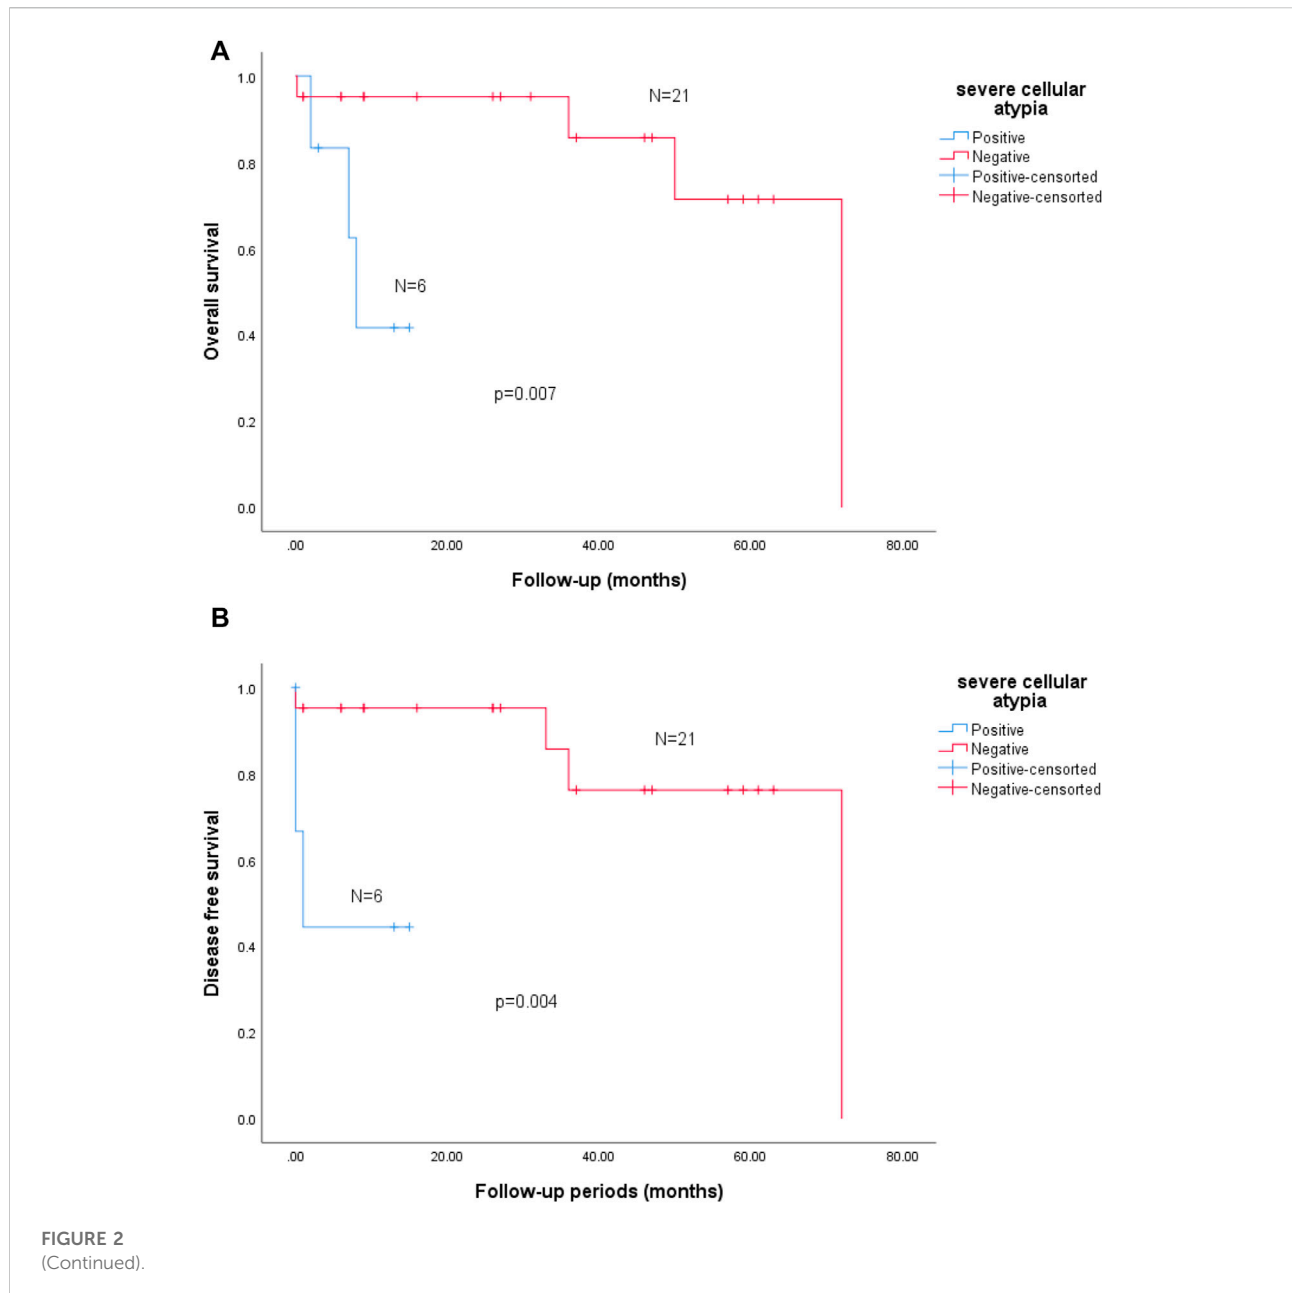 A
1.0
0.8
0.6
0.4
0.2
0.0
Overall survival
N=21
N=6
p=0.007
severe cellular
atypia
Positive
Negative
Positive-censorted
Negative-censorted
.00 20.00 40.00 60.00 80.00
Follow-up (months)
B
1.0
0.8
0.6
0.4
0.2
0.0
Disease free survival
N=21
N=6
p=0.004
severe cellular
atypia
Positive
Negative
Positive-censorted
Negative-censorted
.00 20.00 40.00 60.00 80.00
Follow-up periods (months)
FIGURE 2
(Continued).